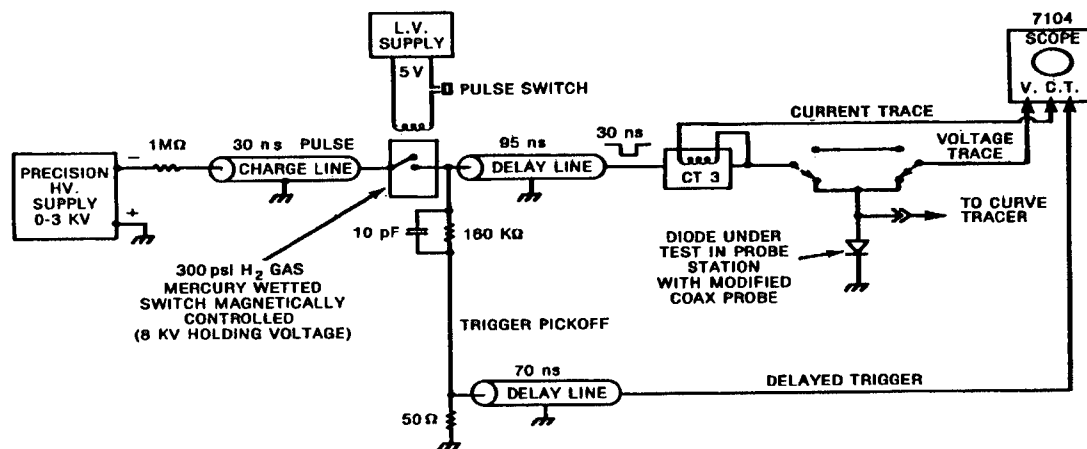 7104
SCOPE
V. C.T.
L.V.
SUPPLY
5V
PULSE SWITCH
CURRENT TRACE
VOLTAGE
TRACE
1MΩ
30 ns PULSE
CHARGE LINE
95 ns
DELAY LINE
30 ns
CT 3
PRECISION
HV.
SUPPLY
0-3 KV
−
+
10 pF
160 KΩ
TO CURVE
TRACER
DIODE UNDER
TEST IN PROBE
STATION
WITH MODIFIED
COAX PROBE
300 psi H2 GAS
MERCURY WETTED
SWITCH MAGNETICALLY
CONTROLLED
(8 KV HOLDING VOLTAGE)
TRIGGER PICKOFF
70 ns
DELAY LINE
DELAYED TRIGGER
50Ω